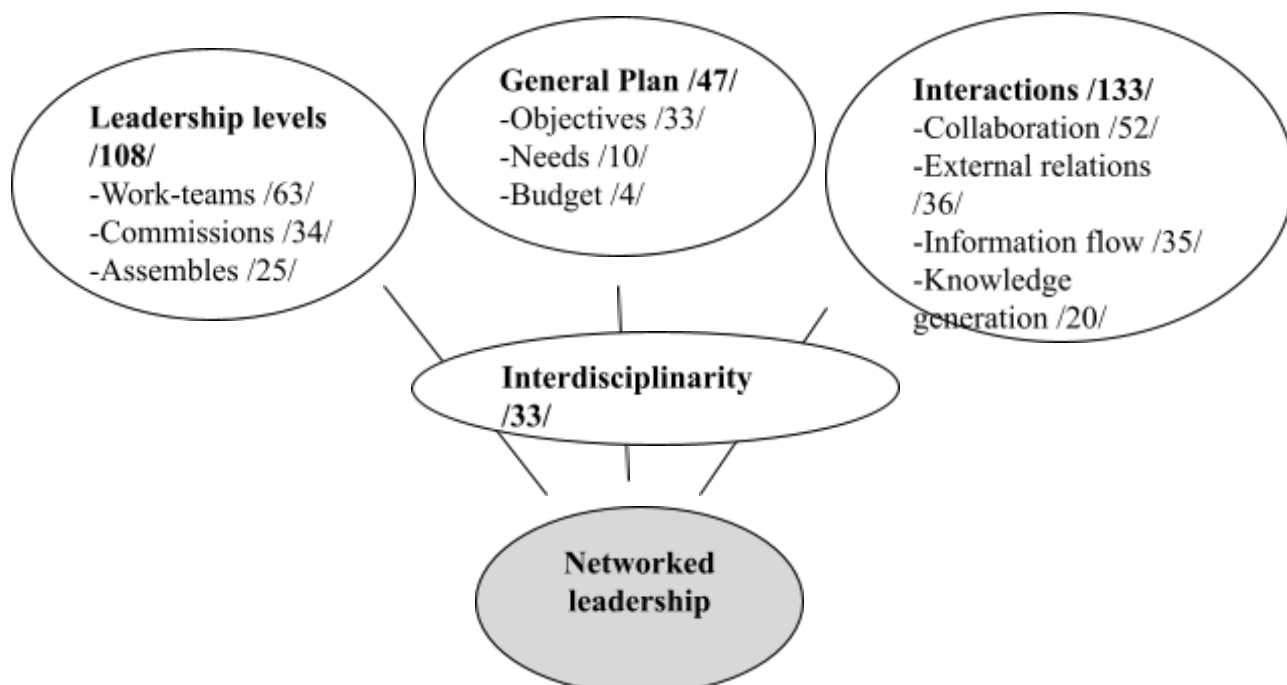 Leadership levels
/108/
-Work-teams /63/
-Commissions /34/
-Assembles /25/
General Plan /47/
-Objectives /33/
-Needs /10/
-Budget /4/
Interactions /133/
-Collaboration /52/
-External relations
/36/
-Information flow /35/
-Knowledge
generation /20/
Interdisciplinarity
/33/
Networked
leadership